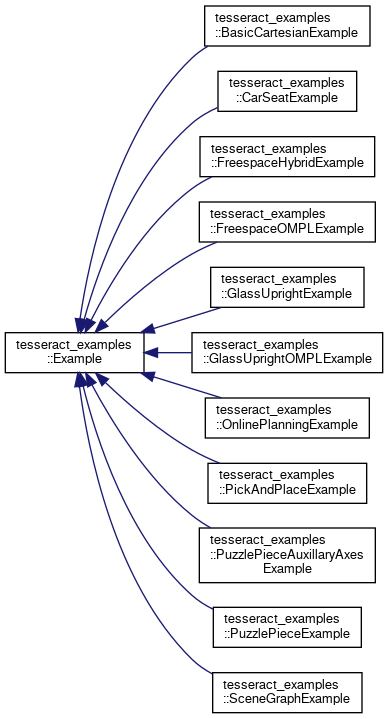 tesseract_examples
::BasicCartesianExample
tesseract_examples
::CarSeatExample
tesseract_examples
::FreespaceHybridExample
tesseract_examples
::FreespaceOMPLExample
tesseract_examples
::GlassUprightExample
tesseract_examples
::Example
tesseract_examples
::GlassUprightOMPLExample
tesseract_examples
::OnlinePlanningExample
tesseract_examples
::PickAndPlaceExample
tesseract_examples
::PuzzlePieceAuxillaryAxes
Example
tesseract_examples
::PuzzlePieceExample
tesseract_examples
::SceneGraphExample